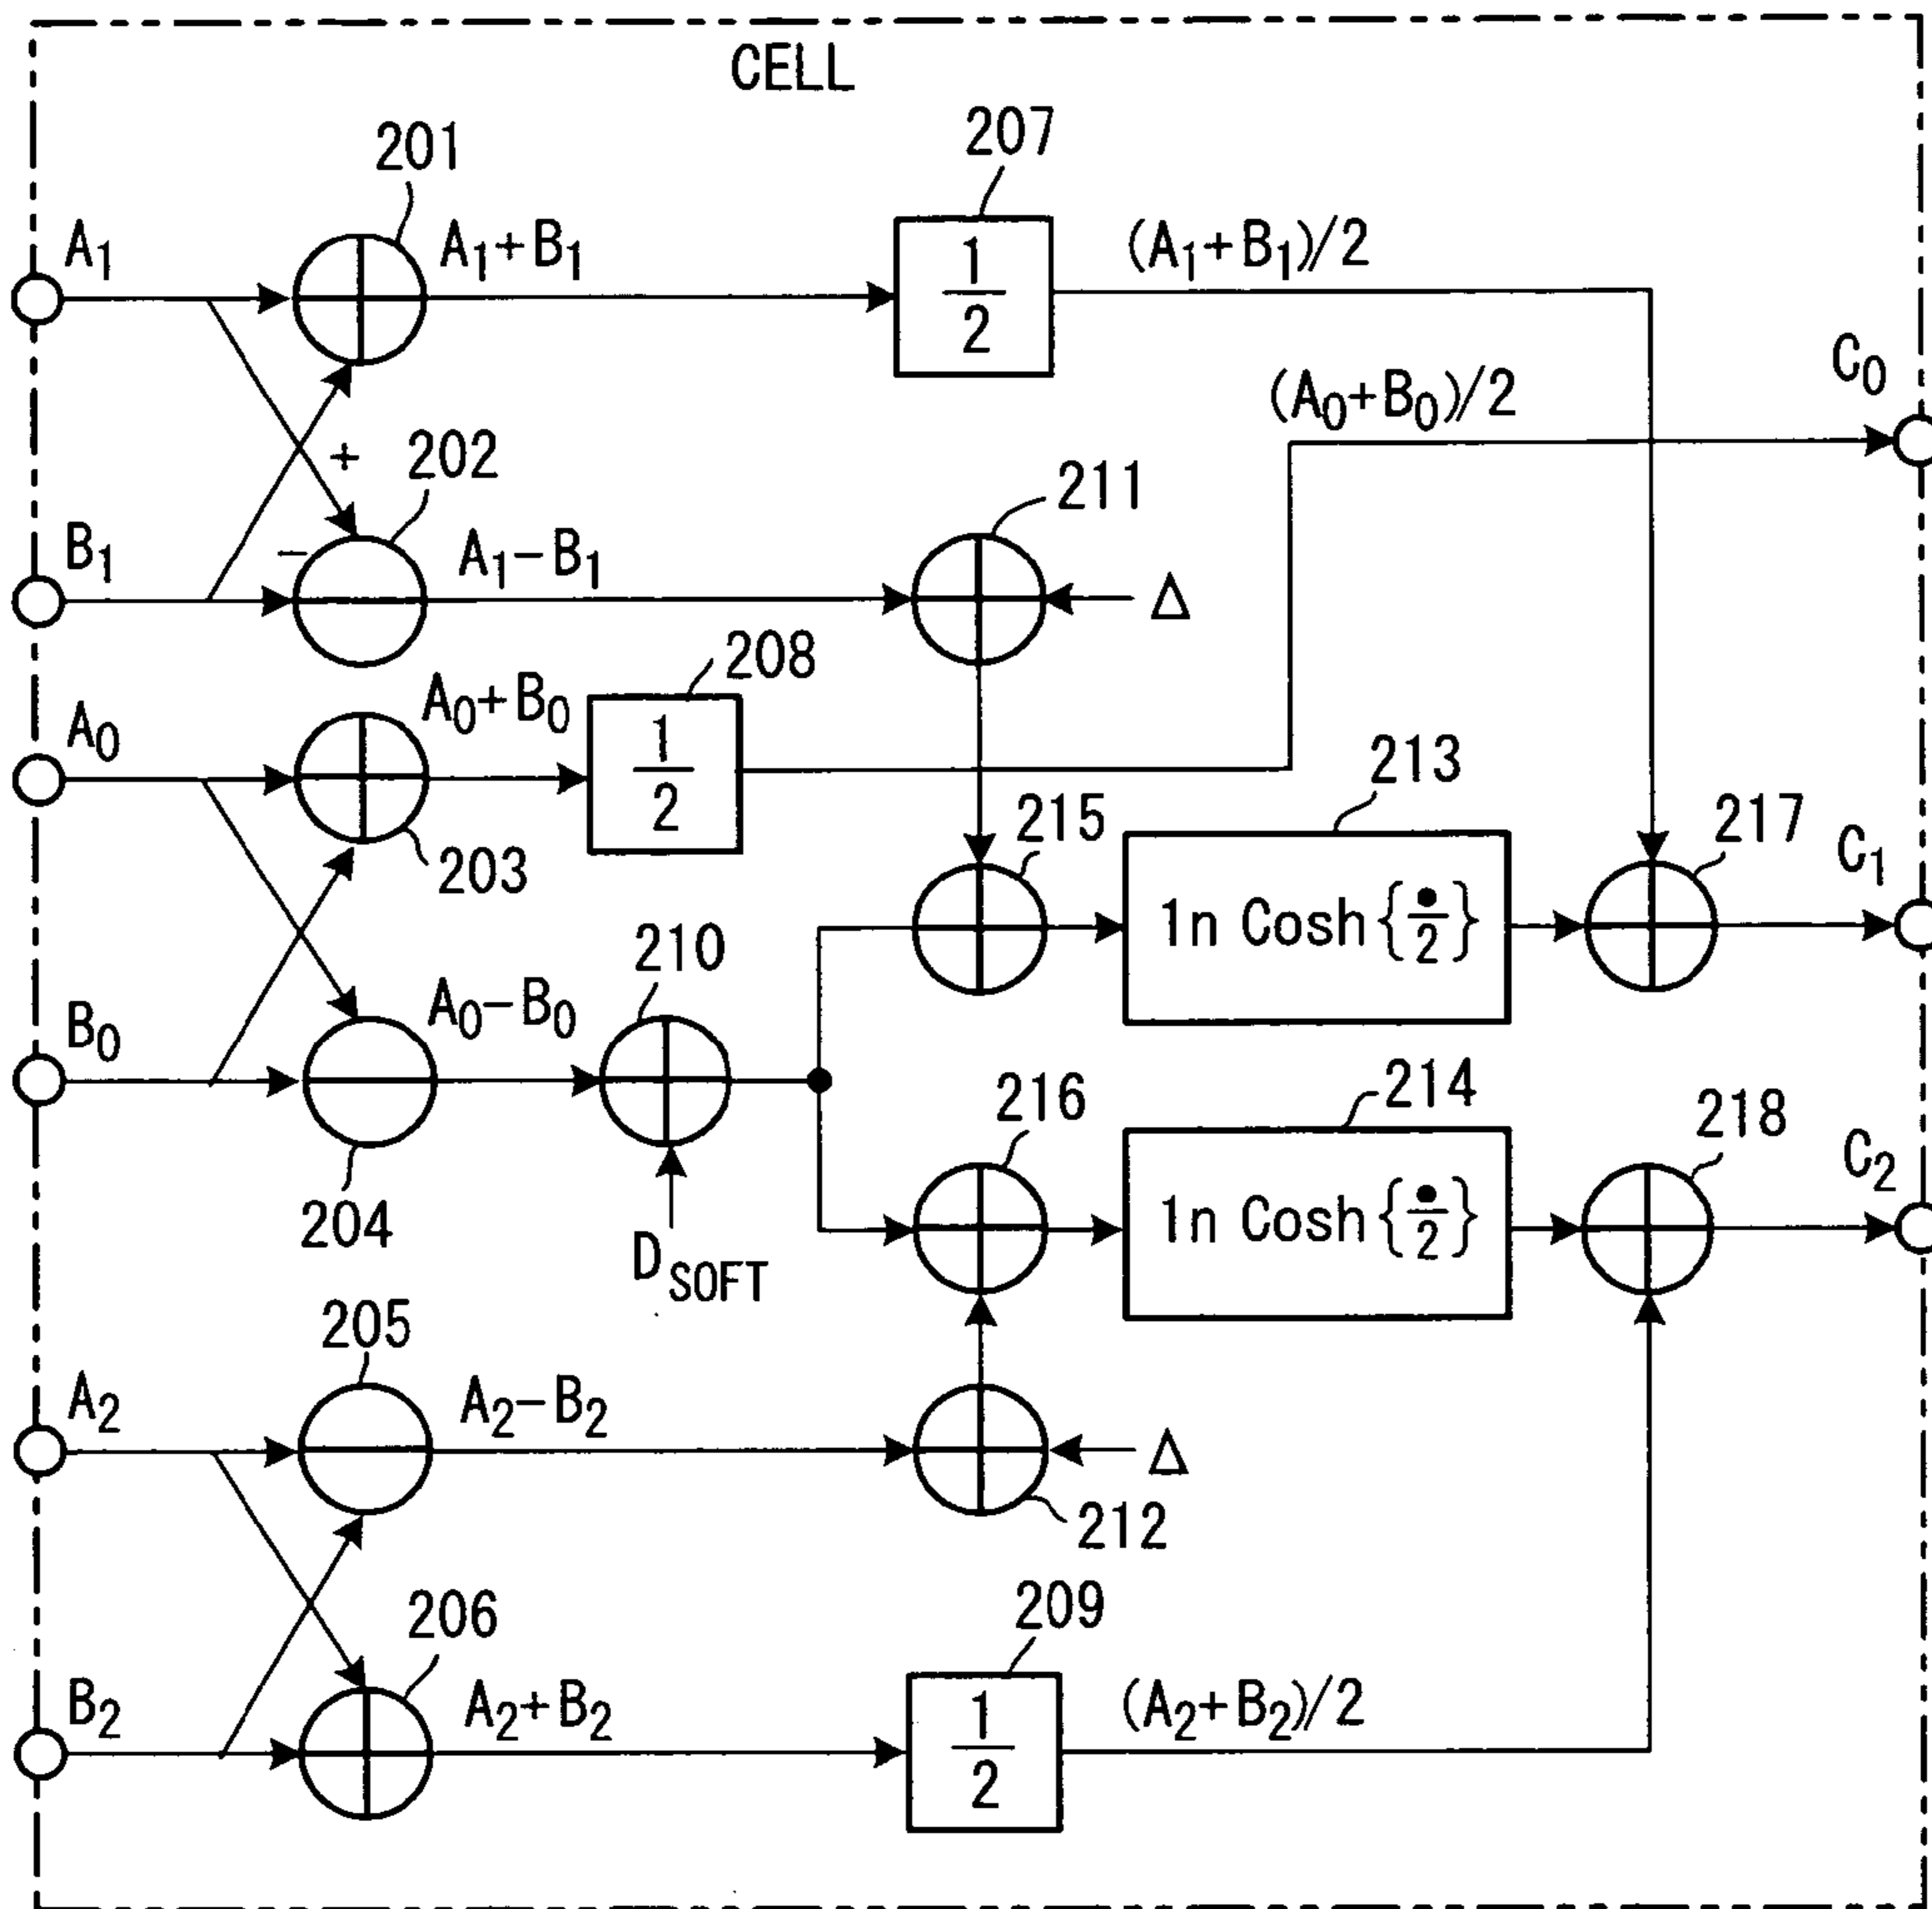 CELL
201
207
A1
A1+B1
1/2
(A1+B1)/2
C0
(A0+B0)/2
+
202
211
B1
−
A1−B1
Δ
208
A0
A0+B0
1/2
213
215
217
203
ln Cosh{•/2}
C1
210
B0
A0−B0
216
214
218
204
ln Cosh{•/2}
C2
DSOFT
205
A2
A2−B2
Δ
212
209
206
B2
A2+B2
1/2
(A2+B2)/2